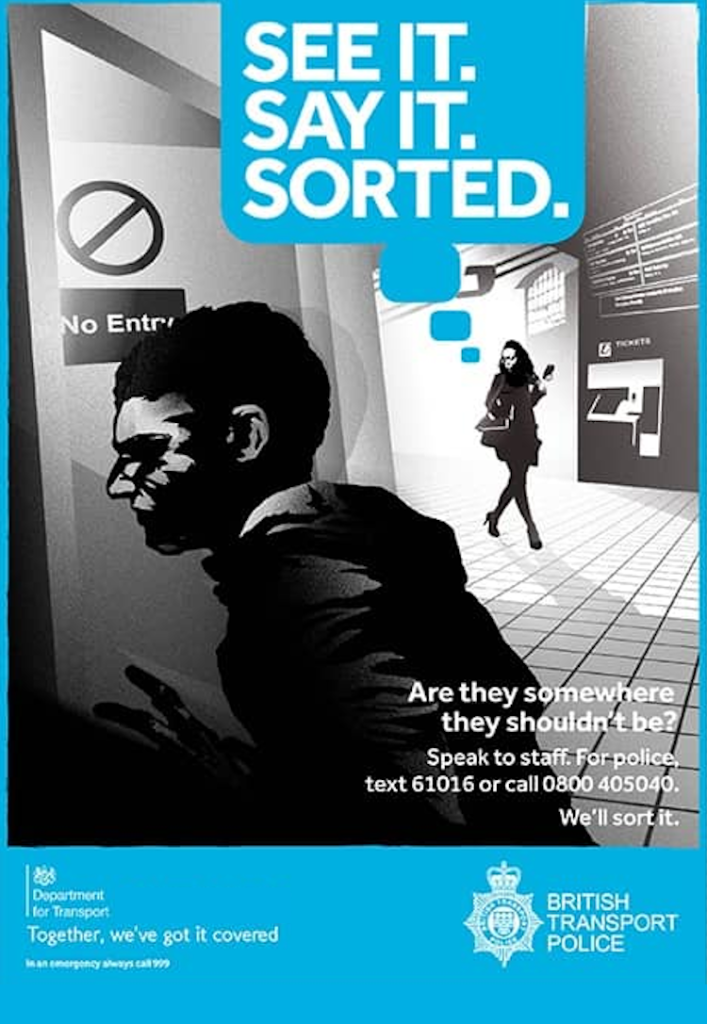 SEE IT.
SAY IT.
SORTED.
No Entry
TICKETS
Are they somewhere
they shouldn't be?
Speak to staff. For police,
text 61016 or call 0800 405040.
We'll sort it.
Department
for Transport
Together, we've got it covered
In an emergency always call 999
BRITISH
TRANSPORT
POLICE